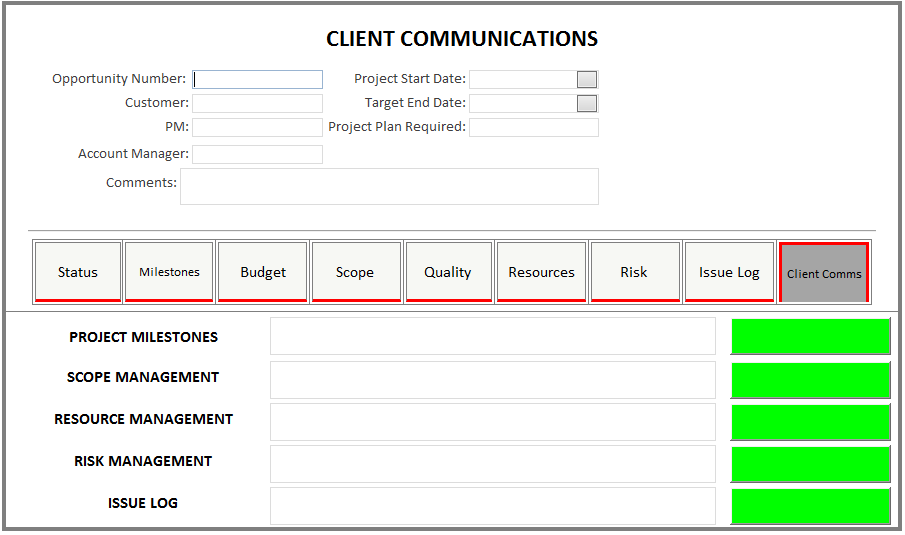 CLIENT COMMUNICATIONS
Opportunity Number: Project Start Date:
Customer: Target End Date:
PM: Project Plan Required:
Account Manager:
Comments:
Status Milestones Budget Scope Quality Resources Risk Issue Log Client Comms
PROJECT MILESTONES
SCOPE MANAGEMENT
RESOURCE MANAGEMENT
RISK MANAGEMENT
ISSUE LOG